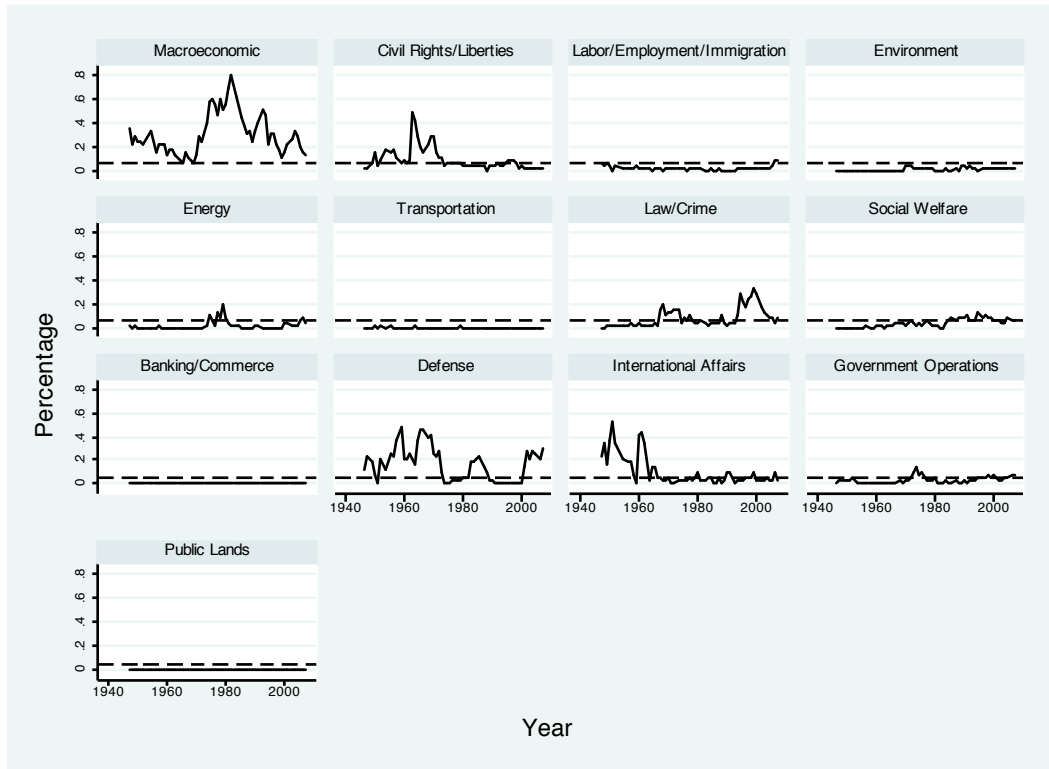 Macroeconomic
Civil Rights/Liberties
Labor/Employment/Immigration
Environment
.8
.6
.4
.2
0
Energy
Transportation
Law/Crime
Social Welfare
.8
.6
.4
.2
0
Percentage
Banking/Commerce
Defense
International Affairs
Government Operations
.8
.6
.4
.2
0
1940 1960 1980 2000
1940 1960 1980 2000
1940 1960 1980 2000
Public Lands
.8
.6
.4
.2
0
1940 1960 1980 2000
Year